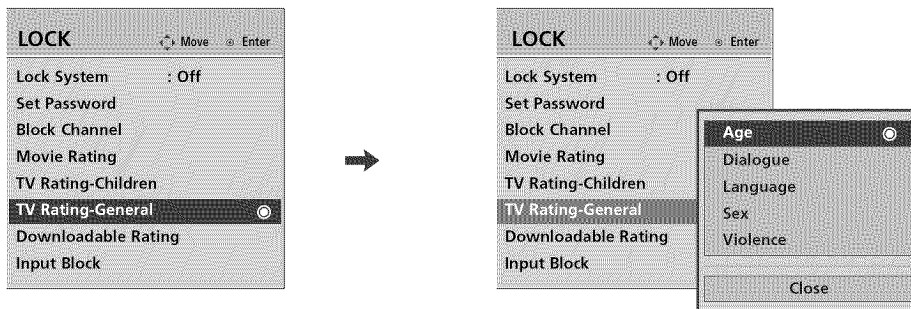 LOCK Move Enter
Lock System : Off
Set Password
Block Channel
Movie Rating
TV Rating-Children
TV Rating-General
Downloadable Rating
Input Block
LOCK Move Enter
Lock System : Off
Set Password
Block Channel
Movie Rating
TV Rating-Children
TV Rating-General
Downloadable Rating
Input Block
Age
Dialogue
Language
Sex
Violence
Close